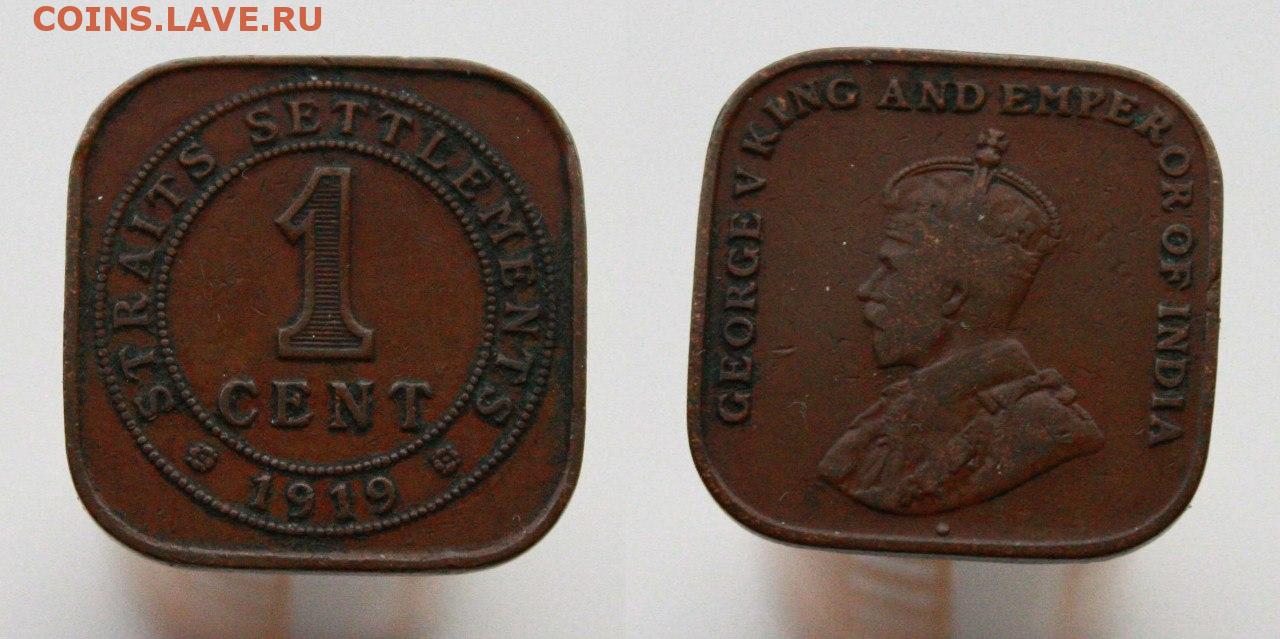 COINS.LAVE.RU
STRAITS SETTLEMENTS
1
CENT
1919
GEORGE V KING AND EMPEROR OF INDIA